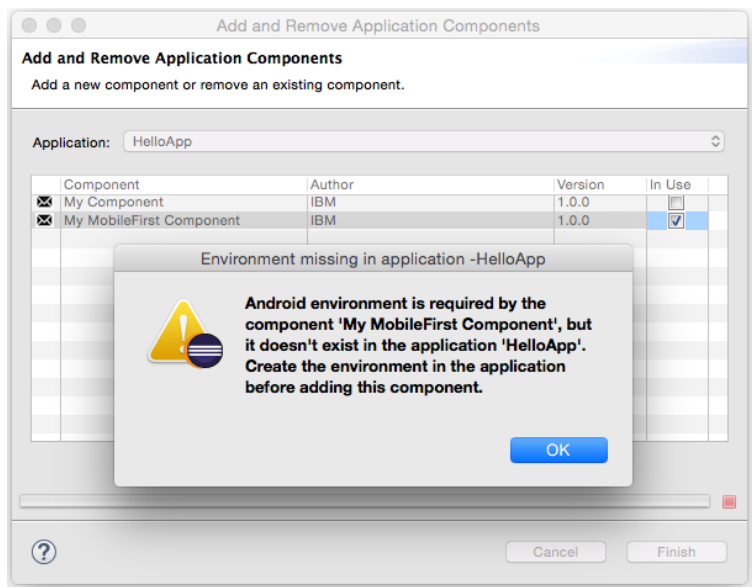 Add and Remove Application Components
Add and Remove Application Components
Add a new component or remove an existing component.
Application: HelloApp
Component Author Version In Use
My Component IBM 1.0.0
My MobileFirst Component IBM 1.0.0
Environment missing in application -HelloApp
Android environment is required by the
component 'My MobileFirst Component', but
it doesn't exist in the application 'HelloApp'.
Create the environment in the application
before adding this component.
OK
?
Cancel Finish